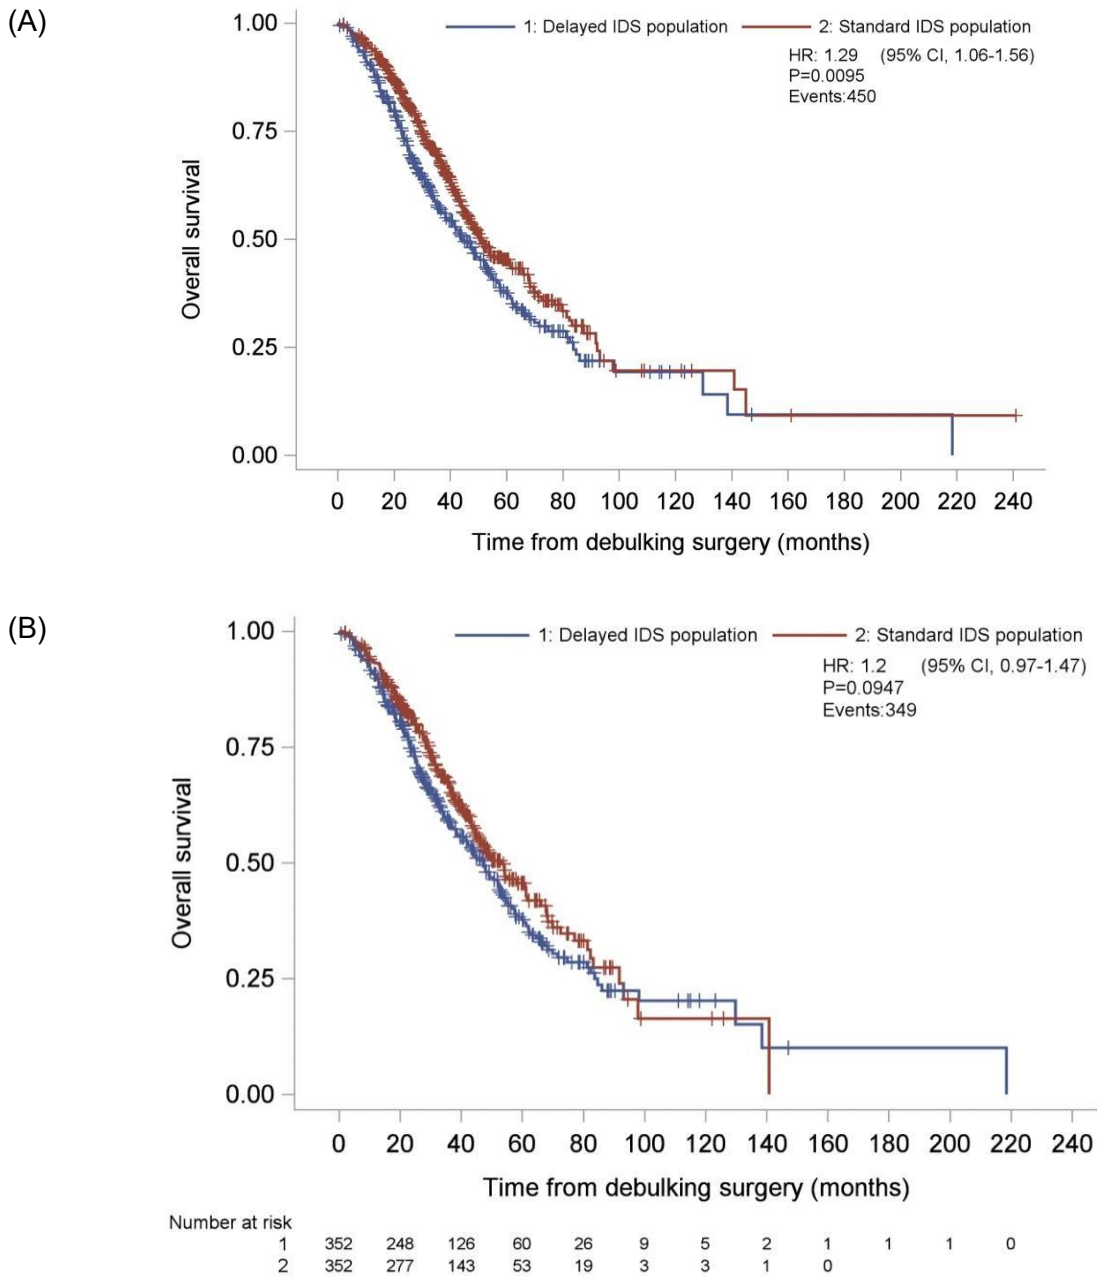 (A)
1: Delayed IDS population 2: Standard IDS population
HR: 1.29 (95% CI, 1.06-1.56)
P=0.0095
Events:450
Overall survival
1.00
0.75
0.50
0.25
0.00
0 20 40 60 80 100 120 140 160 180 200 220 240
Time from debulking surgery (months)
(B)
1: Delayed IDS population 2: Standard IDS population
HR: 1.2 (95% CI, 0.97-1.47)
P=0.0947
Events:349
Overall survival
1.00
0.75
0.50
0.25
0.00
0 20 40 60 80 100 120 140 160 180 200 220 240
Time from debulking surgery (months)
Number at risk
1 352 248 126 60 26 9 5 2 1 1 1 0
2 352 277 143 53 19 3 3 1 0